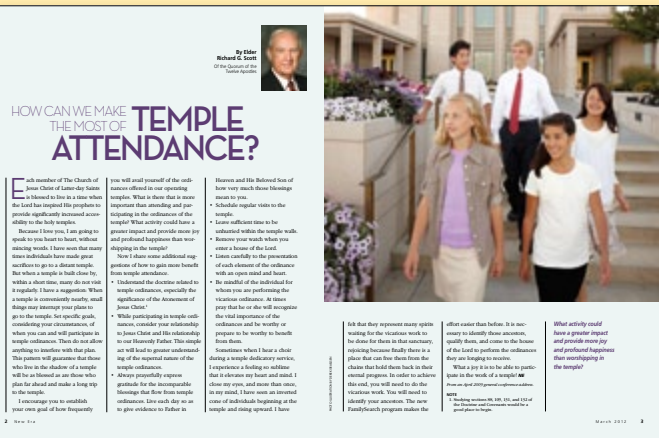 By Elder
Richard G. Scott
Of the Quorum of the
Twelve Apostles
HOW CAN WE MAKE
THE MOST OF TEMPLE
ATTENDANCE?
Each member of The Church of
Jesus Christ of Latter-day Saints
is blessed to live in a time when
the Lord has inspired His prophets to
provide significantly increased acces-
sibility to the holy temples.
Because I love you, I am going to
speak to you heart to heart, without
mincing words. I have seen that many
times individuals have made great
sacrifices to go to a distant temple.
But when a temple is built close by,
within a short time, many do not visit
it regularly. I have a suggestion: When
a temple is conveniently nearby, small
things may interrupt your plans to
go to the temple. Set specific goals,
considering your circumstances, of
when you can and will participate in
temple ordinances. Then do not allow
anything to interfere with that plan.
This pattern will guarantee that those
who live in the shadow of a temple
will be as blessed as are those who
plan far ahead and make a long trip
to the temple.
I encourage you to establish
your own goal of how frequently
you will avail yourself of the ordi-
nances offered in our operating
temples. What is there that is more
important than attending and par-
ticipating in the ordinances of the
temple? What activity could have a
greater impact and provide more joy
and profound happiness than wor-
shipping in the temple?
Now I share some additional sug-
gestions of how to gain more benefit
from temple attendance.
• Understand the doctrine related to
temple ordinances, especially the
significance of the Atonement of
Jesus Christ.¹
• While participating in temple ordi-
nances, consider your relationship
to Jesus Christ and His relationship
to our Heavenly Father. This simple
act will lead to greater understand-
ing of the supernal nature of the
temple ordinances.
• Always prayerfully express
gratitude for the incomparable
blessings that flow from temple
ordinances. Live each day so as
to give evidence to Father in
Heaven and His Beloved Son of
how very much those blessings
mean to you.
• Schedule regular visits to the
temple.
• Leave sufficient time to be
unhurried within the temple walls.
• Remove your watch when you
enter a house of the Lord.
• Listen carefully to the presentation
of each element of the ordinance
with an open mind and heart.
• Be mindful of the individual for
whom you are performing the
vicarious ordinance. At times
pray that he or she will recognize
the vital importance of the
ordinances and be worthy or
prepare to be worthy to benefit
from them.
Sometimes when I hear a choir
during a temple dedicatory service,
I experience a feeling so sublime
that it elevates my heart and mind. I
close my eyes, and more than once,
in my mind, I have seen an inverted
cone of individuals beginning at the
temple and rising upward. I have
felt that they represent many spirits
waiting for the vicarious work to
be done for them in that sanctuary,
rejoicing because finally there is a
place that can free them from the
chains that hold them back in their
eternal progress. In order to achieve
this end, you will need to do the
vicarious work. You will need to
identify your ancestors. The new
FamilySearch program makes the
effort easier than before. It is nec-
essary to identify those ancestors,
qualify them, and come to the house
of the Lord to perform the ordinances
they are longing to receive.
What a joy it is to be able to partic-
ipate in the work of a temple! NE
From an April 2009 general conference address.
NOTE
1. Studying sections 88, 109, 131, and 132 of
the Doctrine and Covenants would be a
good place to begin.
What activity could
have a greater impact
and provide more joy
and profound happiness
than worshipping in
the temple?
2 New Era
March 2012 3